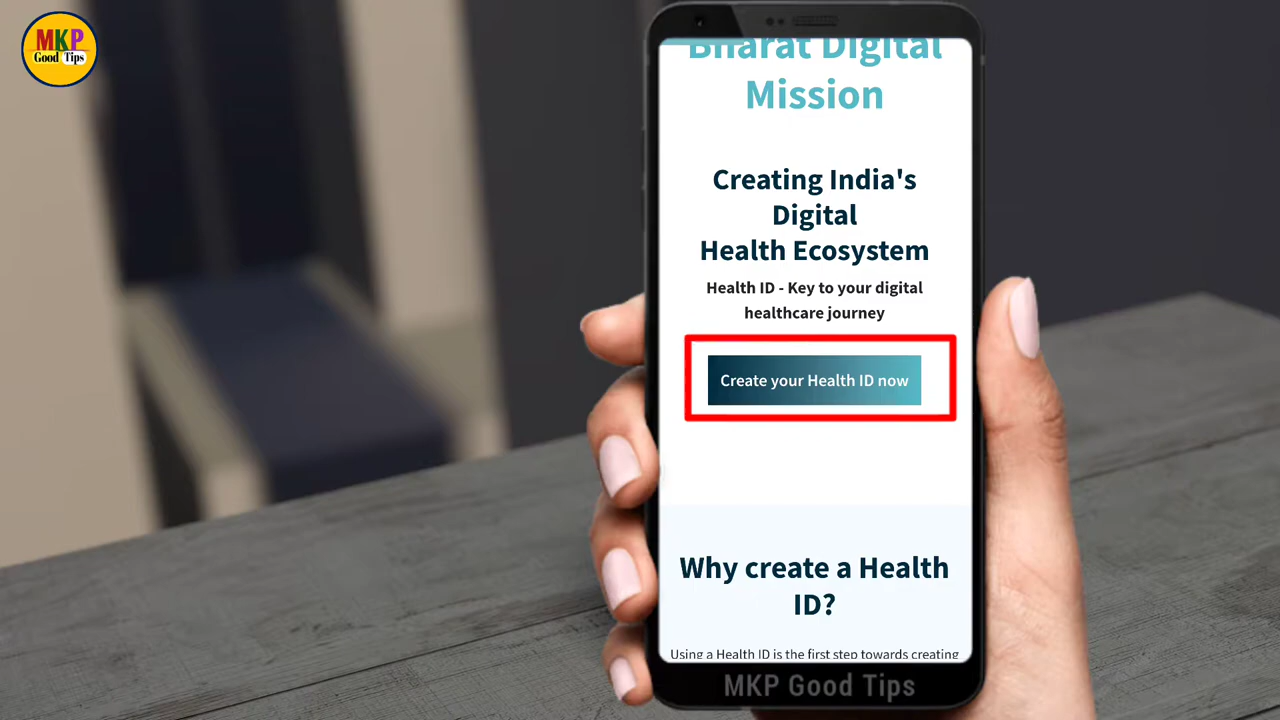 MKP
Good Tips
Bharat Digital
Mission
Creating India's
Digital
Health Ecosystem
Health ID - Key to your digital
healthcare journey
Create your Health ID now
Why create a Health
ID?
Using a Health ID is the first step towards creating
MKP Good Tips